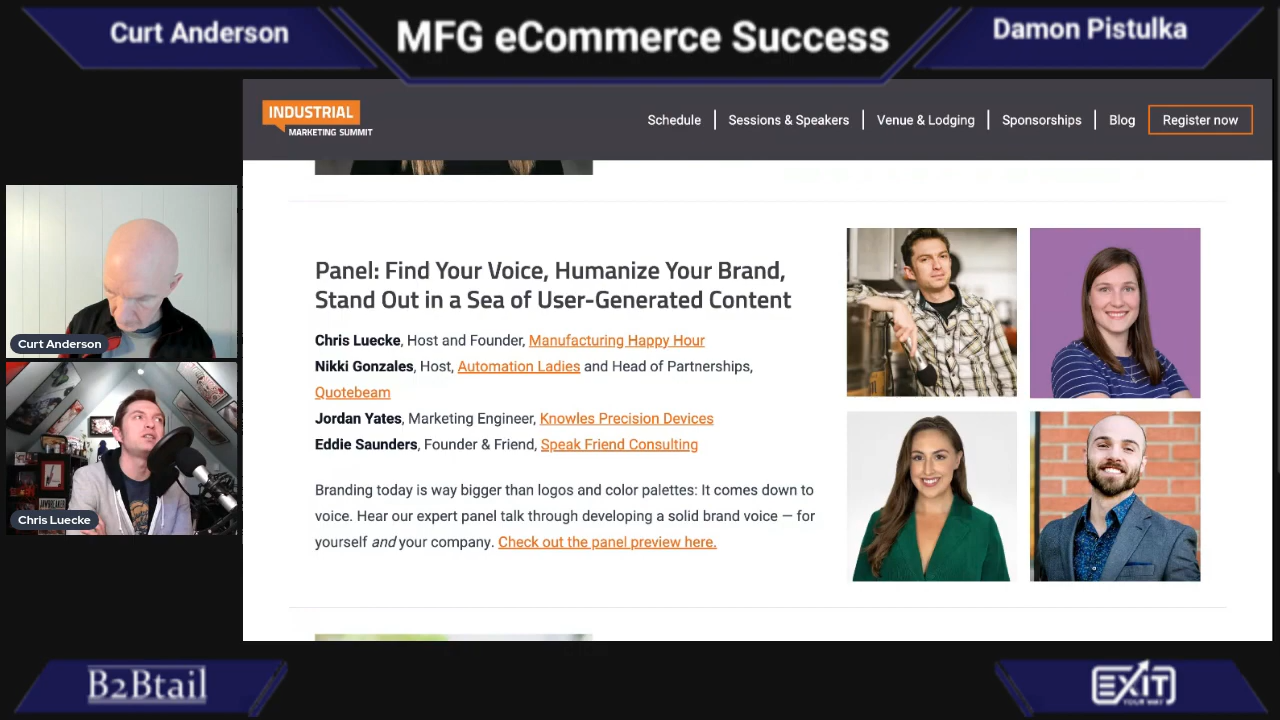 Curt Anderson
MFG eCommerce Success
Damon Pistulka
INDUSTRIAL
MARKETING SUMMIT
Schedule
Sessions & Speakers
Venue & Lodging
Sponsorships
Blog
Register now
Panel: Find Your Voice, Humanize Your Brand,
Stand Out in a Sea of User-Generated Content
Chris Luecke, Host and Founder, Manufacturing Happy Hour
Nikki Gonzales, Host, Automation Ladies and Head of Partnerships,
Quotebeam
Jordan Yates, Marketing Engineer, Knowles Precision Devices
Eddie Saunders, Founder & Friend, Speak Friend Consulting
Branding today is way bigger than logos and color palettes: It comes down to
voice. Hear our expert panel talk through developing a solid brand voice — for
yourself and your company. Check out the panel preview here.
Curt Anderson
Chris Luecke
B2Btail
EXIT
YOUR WAY